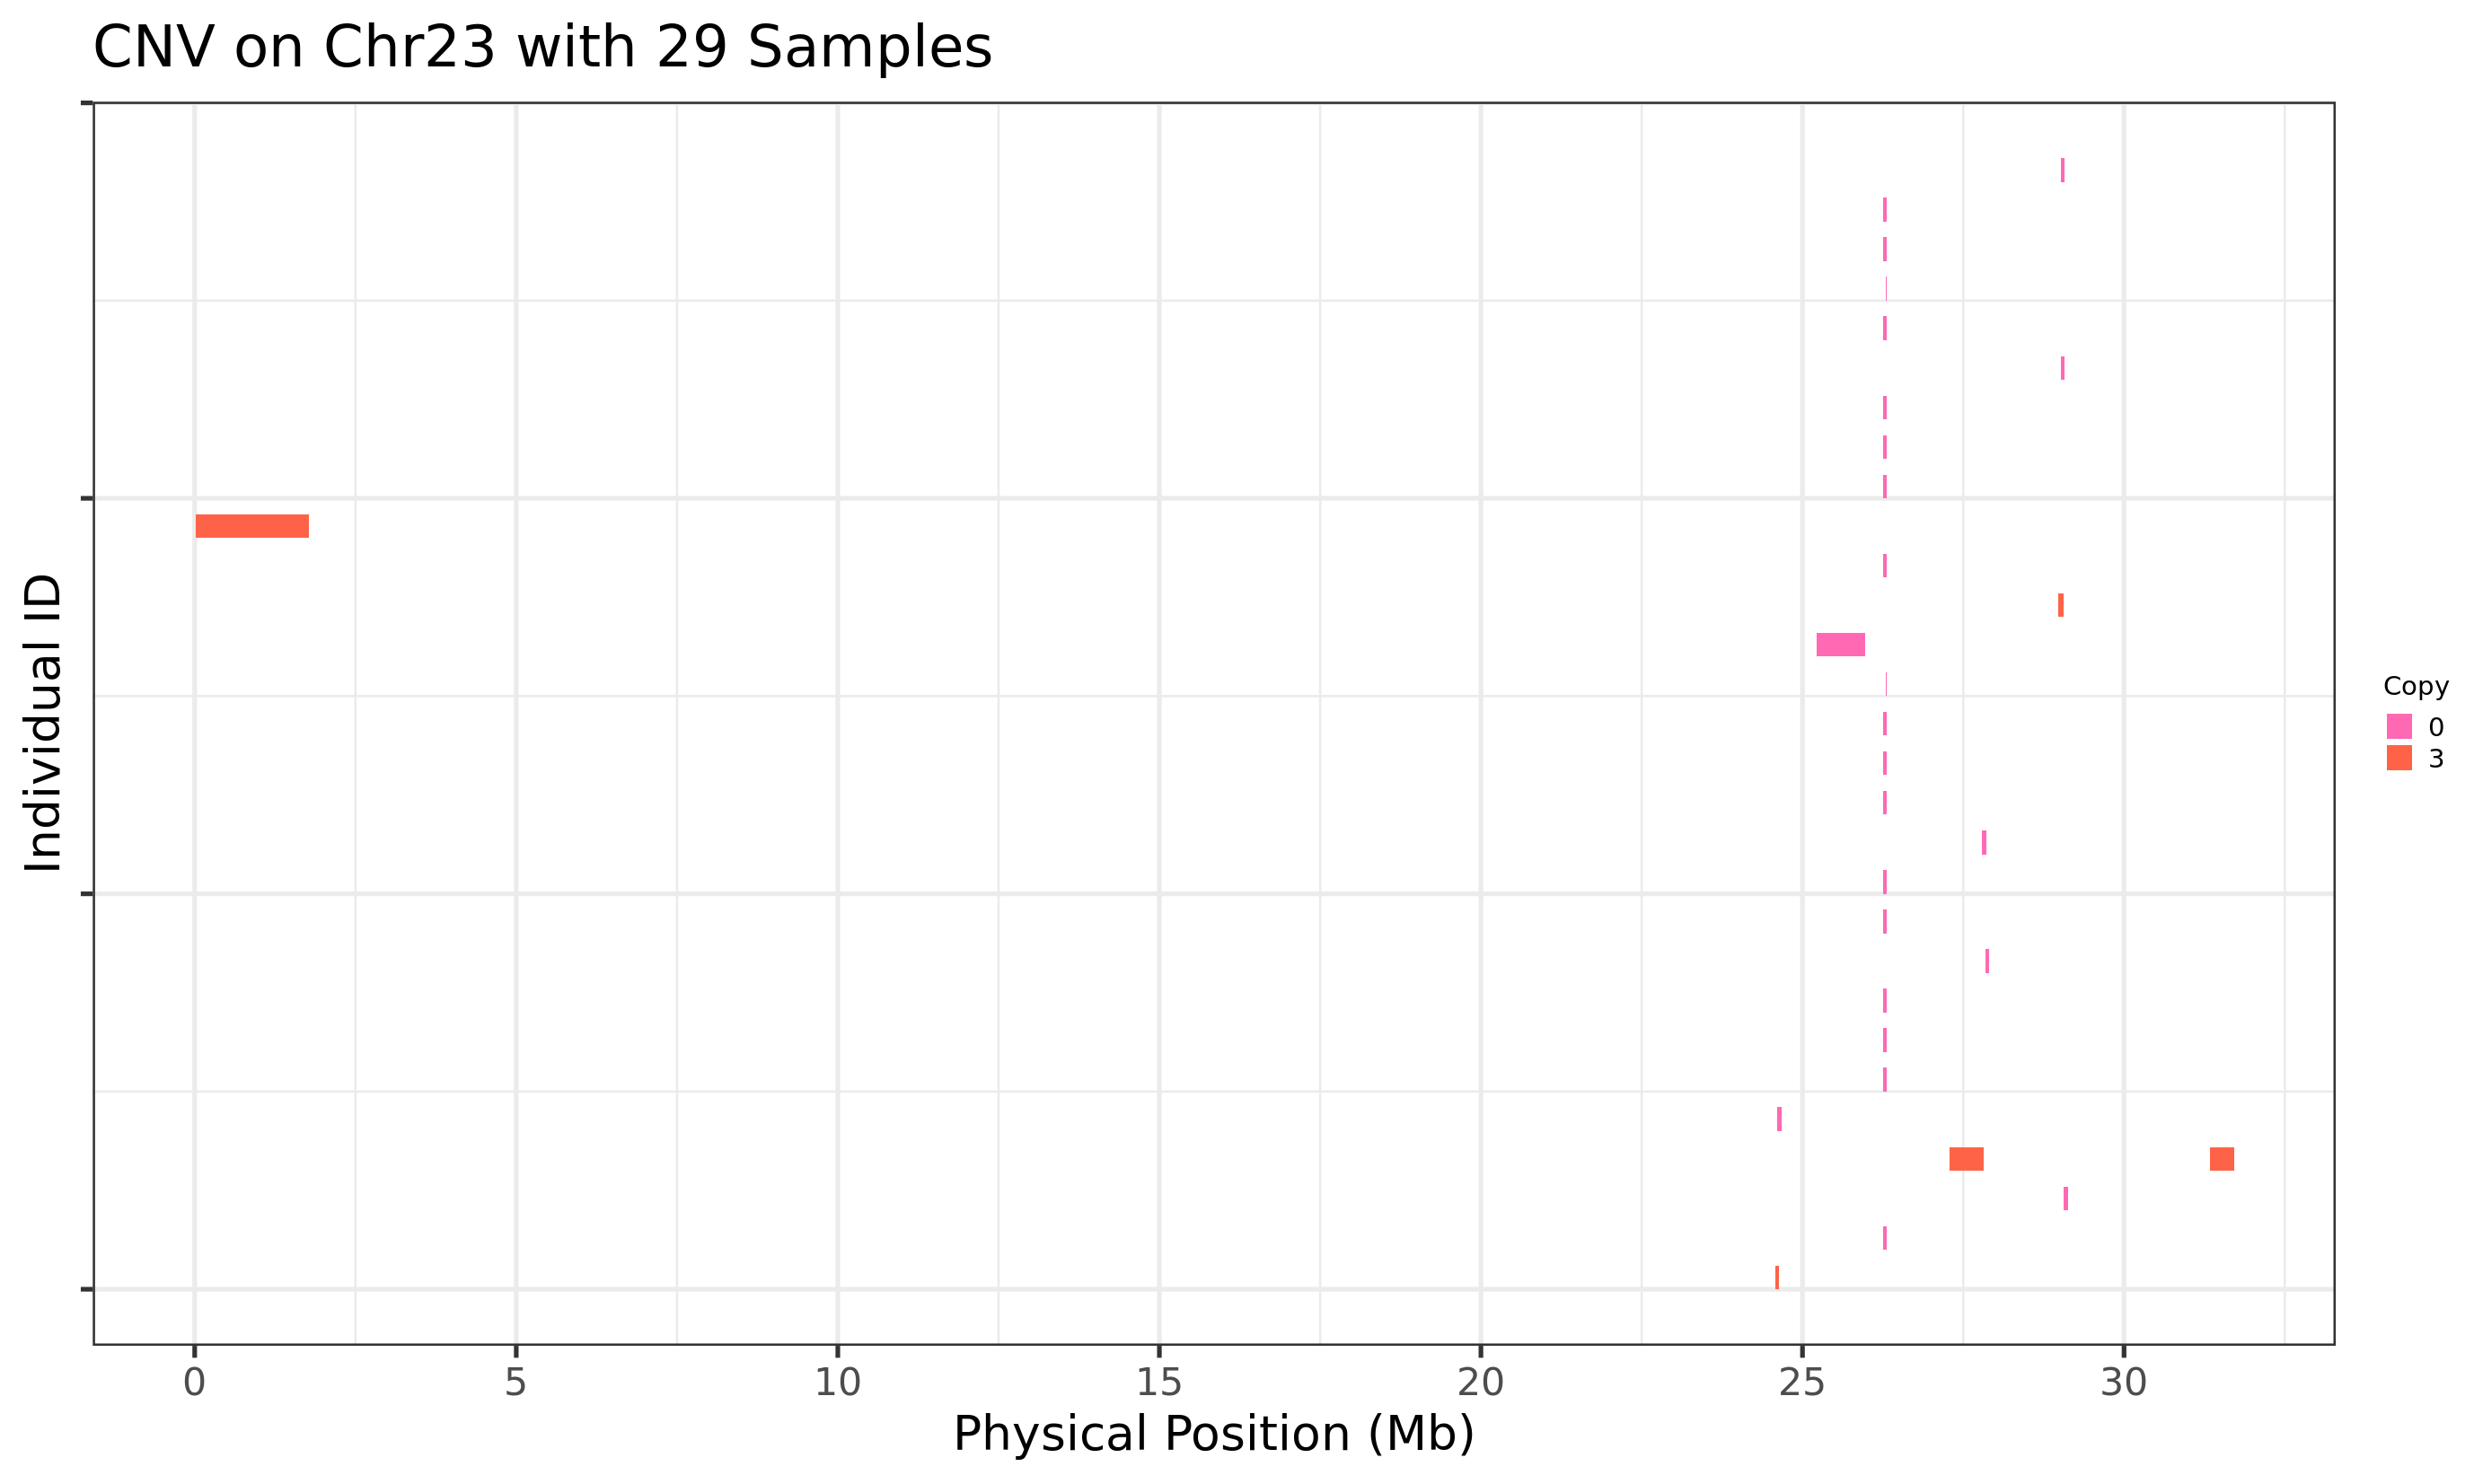 CNV on Chr23 with 29 Samples
Individual ID
Copy
0
3
0 5 10 15 20 25 30
Physical Position (Mb)